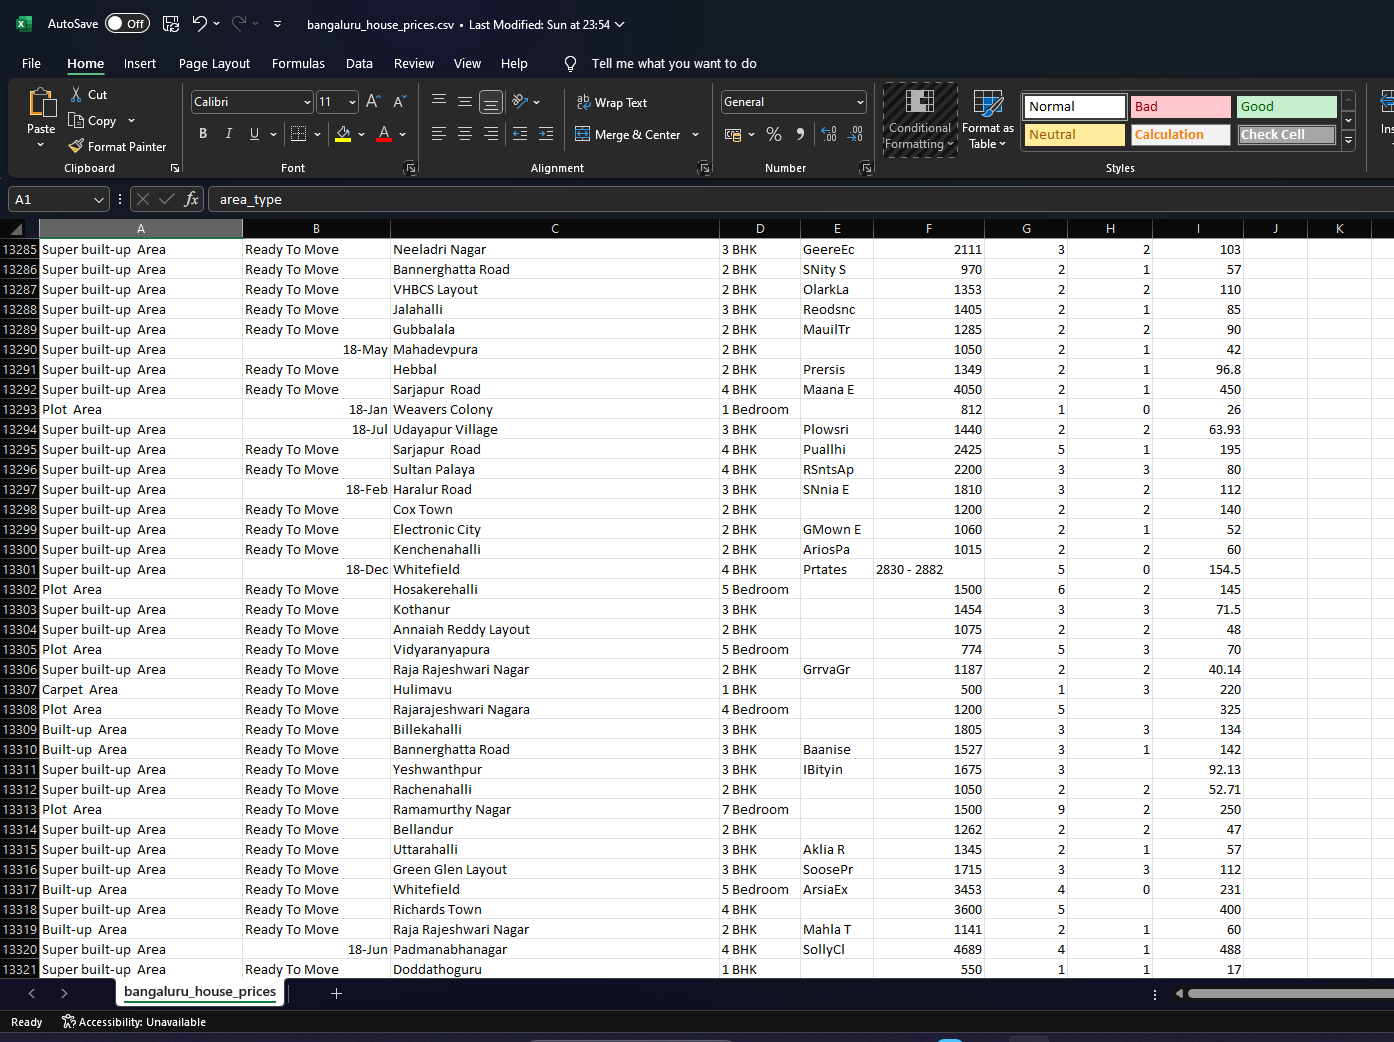 AutoSave Off bangaluru_house_prices.csv • Last Modified: Sun at 23:54
File Home Insert Page Layout Formulas Data Review View Help Tell me what you want to do
Paste Cut Copy Format Painter Clipboard
Calibri 11 B I U A Font
Wrap Text Merge & Center Alignment
General % Number
Conditional Formatting Format as Table
Normal Bad Good
Neutral Calculation Check Cell
Styles
Ins
A1 fx area_type
A B C D E F G H I J K
13285 Super built-up Area Ready To Move Neeladri Nagar 3 BHK GeereEc 2111 3 2 103
13286 Super built-up Area Ready To Move Bannerghatta Road 2 BHK SNity S 970 2 1 57
13287 Super built-up Area Ready To Move VHBCS Layout 2 BHK OlarkLa 1353 2 2 110
13288 Super built-up Area Ready To Move Jalahalli 3 BHK Reodsnc 1405 2 1 85
13289 Super built-up Area Ready To Move Gubbalala 2 BHK MauilTr 1285 2 2 90
13290 Super built-up Area 18-May Mahadevpura 2 BHK 1050 2 1 42
13291 Super built-up Area Ready To Move Hebbal 2 BHK Prersis 1349 2 1 96.8
13292 Super built-up Area Ready To Move Sarjapur Road 4 BHK Maana E 4050 2 1 450
13293 Plot Area 18-Jan Weavers Colony 1 Bedroom 812 1 0 26
13294 Super built-up Area 18-Jul Udayapur Village 3 BHK Plowsri 1440 2 2 63.93
13295 Super built-up Area Ready To Move Sarjapur Road 4 BHK Puallhi 2425 5 1 195
13296 Super built-up Area Ready To Move Sultan Palaya 4 BHK RSntsAp 2200 3 3 80
13297 Super built-up Area 18-Feb Haralur Road 3 BHK SNnia E 1810 3 2 112
13298 Super built-up Area Ready To Move Cox Town 2 BHK 1200 2 2 140
13299 Super built-up Area Ready To Move Electronic City 2 BHK GMown E 1060 2 1 52
13300 Super built-up Area Ready To Move Kenchenahalli 2 BHK AriosPa 1015 2 2 60
13301 Super built-up Area 18-Dec Whitefield 4 BHK Prtates 2830 - 2882 5 0 154.5
13302 Plot Area Ready To Move Hosakerehalli 5 Bedroom 1500 6 2 145
13303 Super built-up Area Ready To Move Kothanur 3 BHK 1454 3 3 71.5
13304 Super built-up Area Ready To Move Annaiah Reddy Layout 2 BHK 1075 2 2 48
13305 Plot Area Ready To Move Vidyaranyapura 5 Bedroom 774 5 3 70
13306 Super built-up Area Ready To Move Raja Rajeshwari Nagar 2 BHK GrrvaGr 1187 2 2 40.14
13307 Carpet Area Ready To Move Hulimavu 1 BHK 500 1 3 220
13308 Plot Area Ready To Move Rajarajeshwari Nagara 4 Bedroom 1200 5 325
13309 Built-up Area Ready To Move Billekahalli 3 BHK 1805 3 3 134
13310 Built-up Area Ready To Move Bannerghatta Road 3 BHK Baanise 1527 3 1 142
13311 Super built-up Area Ready To Move Yeshwanthpur 3 BHK IBityin 1675 3 92.13
13312 Super built-up Area Ready To Move Rachenahalli 2 BHK 1050 2 2 52.71
13313 Plot Area Ready To Move Ramamurthy Nagar 7 Bedroom 1500 9 2 250
13314 Super built-up Area Ready To Move Bellandur 2 BHK 1262 2 2 47
13315 Super built-up Area Ready To Move Uttarahalli 3 BHK Aklia R 1345 2 1 57
13316 Super built-up Area Ready To Move Green Glen Layout 3 BHK SoosePr 1715 3 3 112
13317 Built-up Area Ready To Move Whitefield 5 Bedroom ArsiaEx 3453 4 0 231
13318 Super built-up Area Ready To Move Richards Town 4 BHK 3600 5 400
13319 Built-up Area Ready To Move Raja Rajeshwari Nagar 2 BHK Mahla T 1141 2 1 60
13320 Super built-up Area 18-Jun Padmanabhanagar 4 BHK SollyCl 4689 4 1 488
13321 Super built-up Area Ready To Move Doddathoguru 1 BHK 550 1 1 17
bangaluru_house_prices
Ready Accessibility: Unavailable